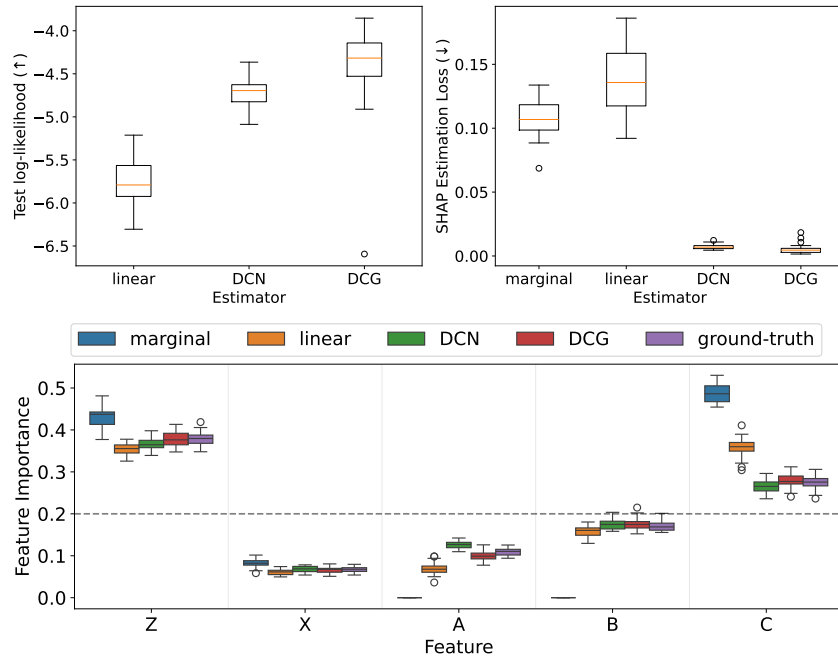 Test log-likelihood (↑)
−4.0
−4.5
−5.0
−5.5
−6.0
−6.5
linear DCN DCG
Estimator
SHAP Estimation Loss (↓)
0.15
0.10
0.05
0.00
marginal linear DCN DCG
Estimator
marginal linear DCN DCG ground-truth
Feature Importance
0.5
0.4
0.3
0.2
0.1
0.0
Z X A B C
Feature